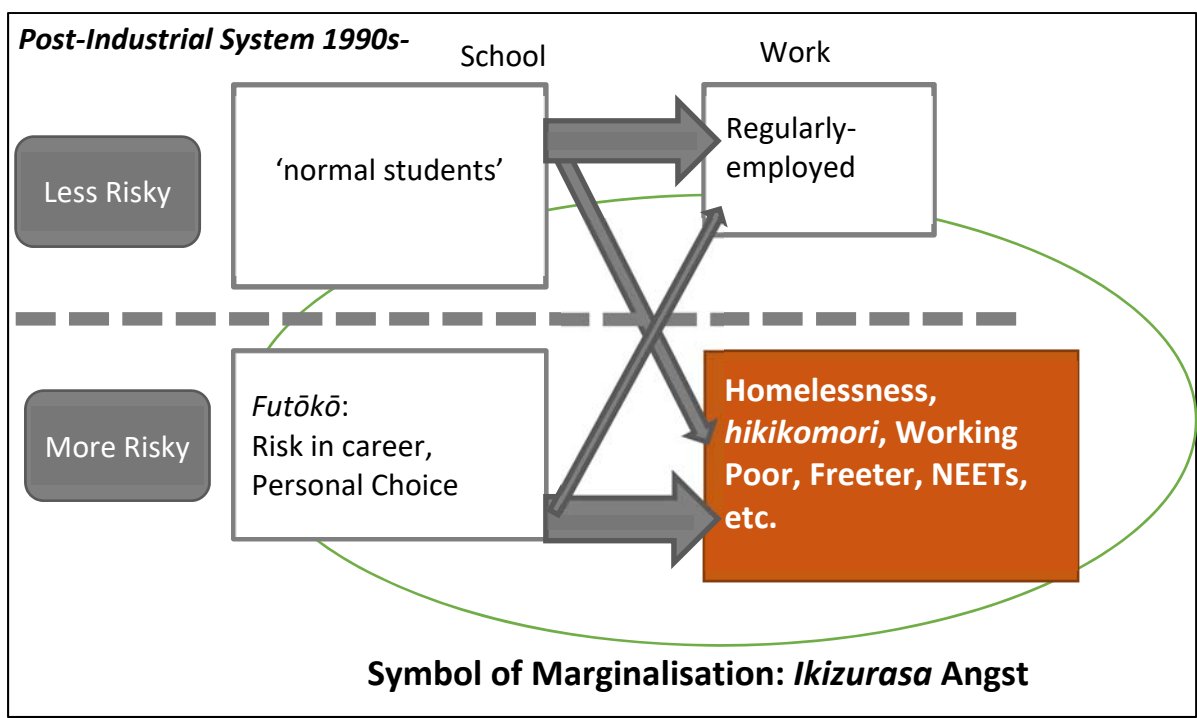 Post-Industrial System 1990s-
School
Work
Less Risky
‘normal students’
Regularly-
employed
More Risky
Futōkō:
Risk in career,
Personal Choice
Homelessness,
hikikomori, Working
Poor, Freeter, NEETs,
etc.
Symbol of Marginalisation: Ikizurasa Angst